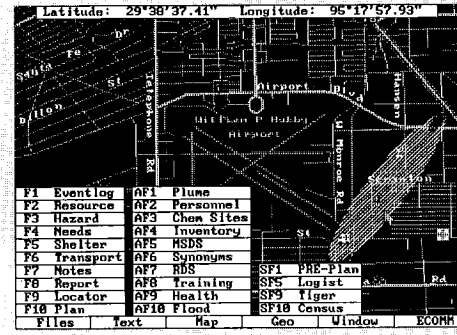 Latitude: 29°38'37.41" Longitude: 95°17'57.93"
Dr
Fe
Santa
St
Dillon
Telephone
Rd
Airport Blvd
Hansen
William P Hobby
Airport
W Monroe Rd
Scranton
St
Rd
F1 Eventlog AF1 Plume
F2 Resource AF2 Personnel
F3 Hazard AF3 Chem Sites
F4 Needs AF4 Inventory
F5 Shelter AF5 MSDS
F6 Transport AF6 Synonyms
F7 Notes AF7 RDS SF1 PRE-Plan
F8 Report AF8 Training SF5 Logist
F9 Locator AF9 Health SF9 Tiger
F10 Plan AF10 Flood SF10 Census
Files Text Map Geo Window ECOMM